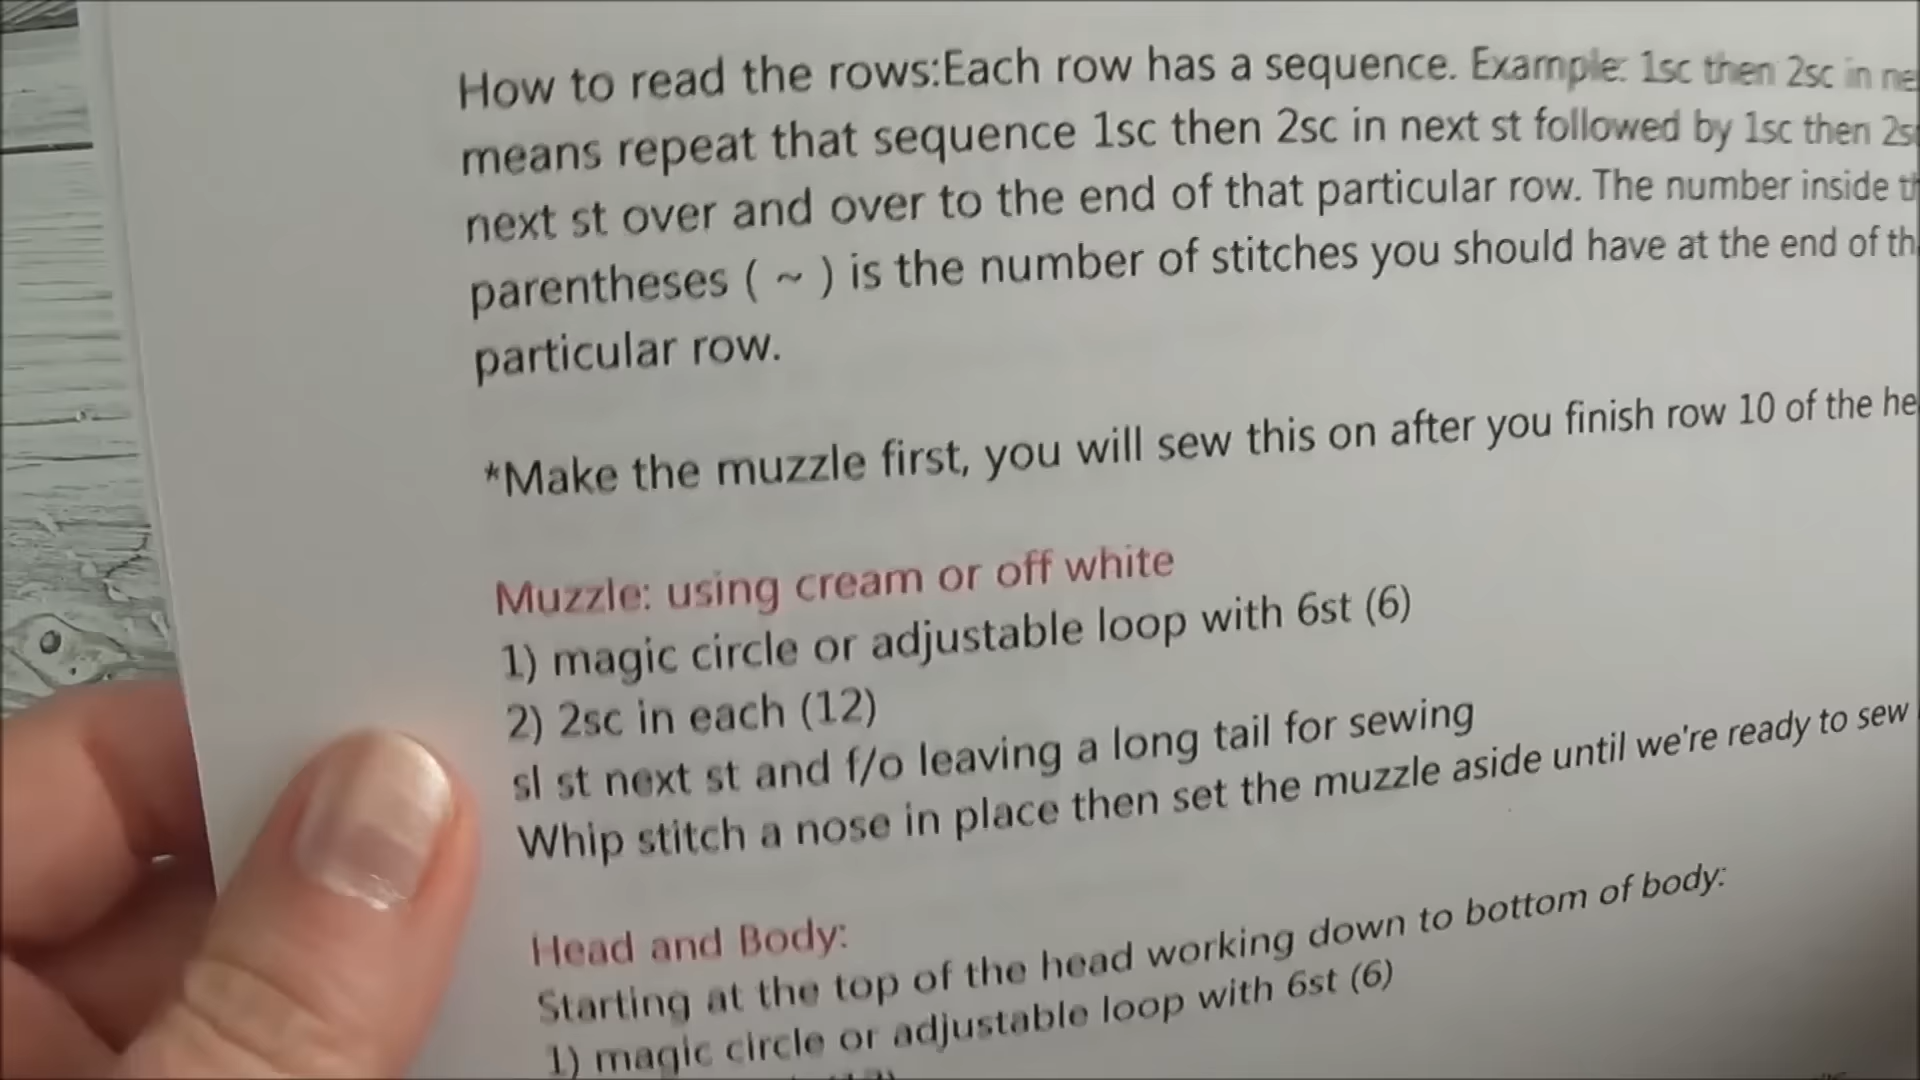 How to read the rows:Each row has a sequence. Example: 1sc then 2sc in
means repeat that sequence 1sc then 2sc in next st followed by 1sc then
next st over and over to the end of that particular row. The number inside
parentheses ( ~ ) is the number of stitches you should have at the end of
particular row.
*Make the muzzle first, you will sew this on after you finish row 10 of the
Muzzle: using cream or off white
1) magic circle or adjustable loop with 6st (6)
2) 2sc in each (12)
sl st next st and f/o leaving a long tail for sewing
Whip stitch a nose in place then set the muzzle aside until we're ready to sew
Head and Body:
Starting at the top of the head working down to bottom of body:
1) magic circle or adjustable loop with 6st (6)